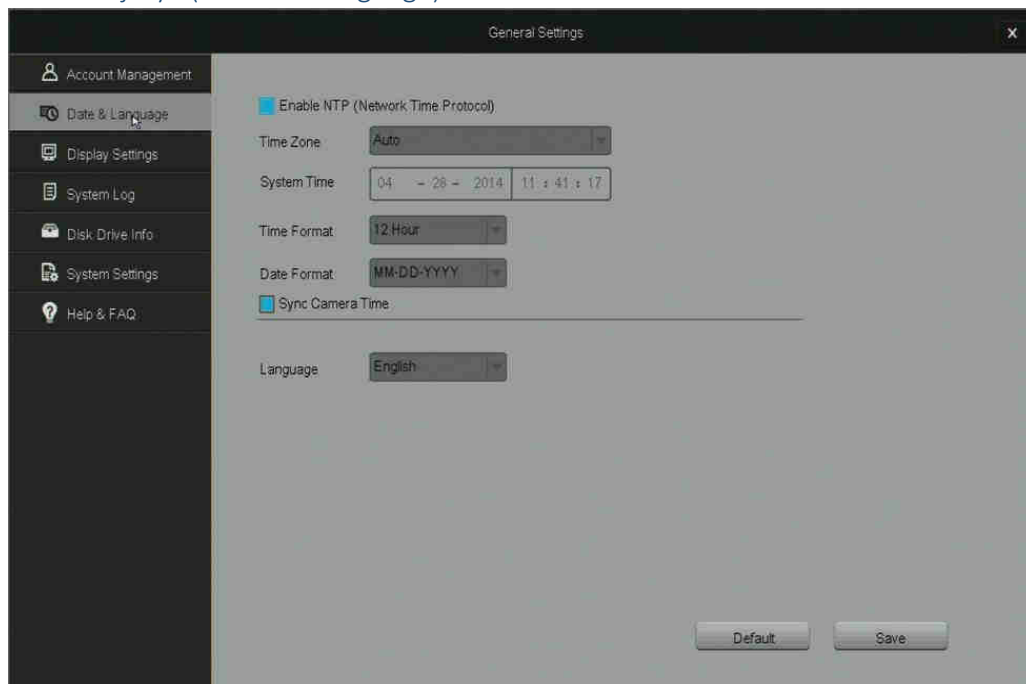 General Settings
X
Account Management
Date & Language
Display Settings
System Log
Disk Drive Info
System Settings
Help & FAQ
Enable NTP (Network Time Protocol)
Time Zone Auto
System Time 04 - 28 - 2014 11 : 41 : 17
Time Format 12 Hour
Date Format MM-DD-YYYY
Sync Camera Time
Language English
Default Save